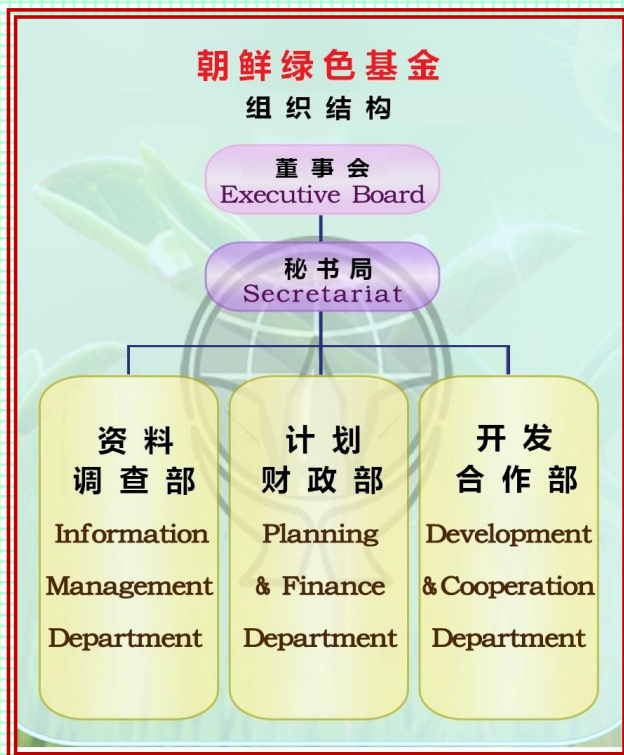 朝鲜绿色基金
组织结构
董事会
Executive Board
秘书局
Secretariat
资料
调查部
Information
Management
Department
计划
财政部
Planning
& Finance
Department
开发
合作部
Development
&Cooperation
Department